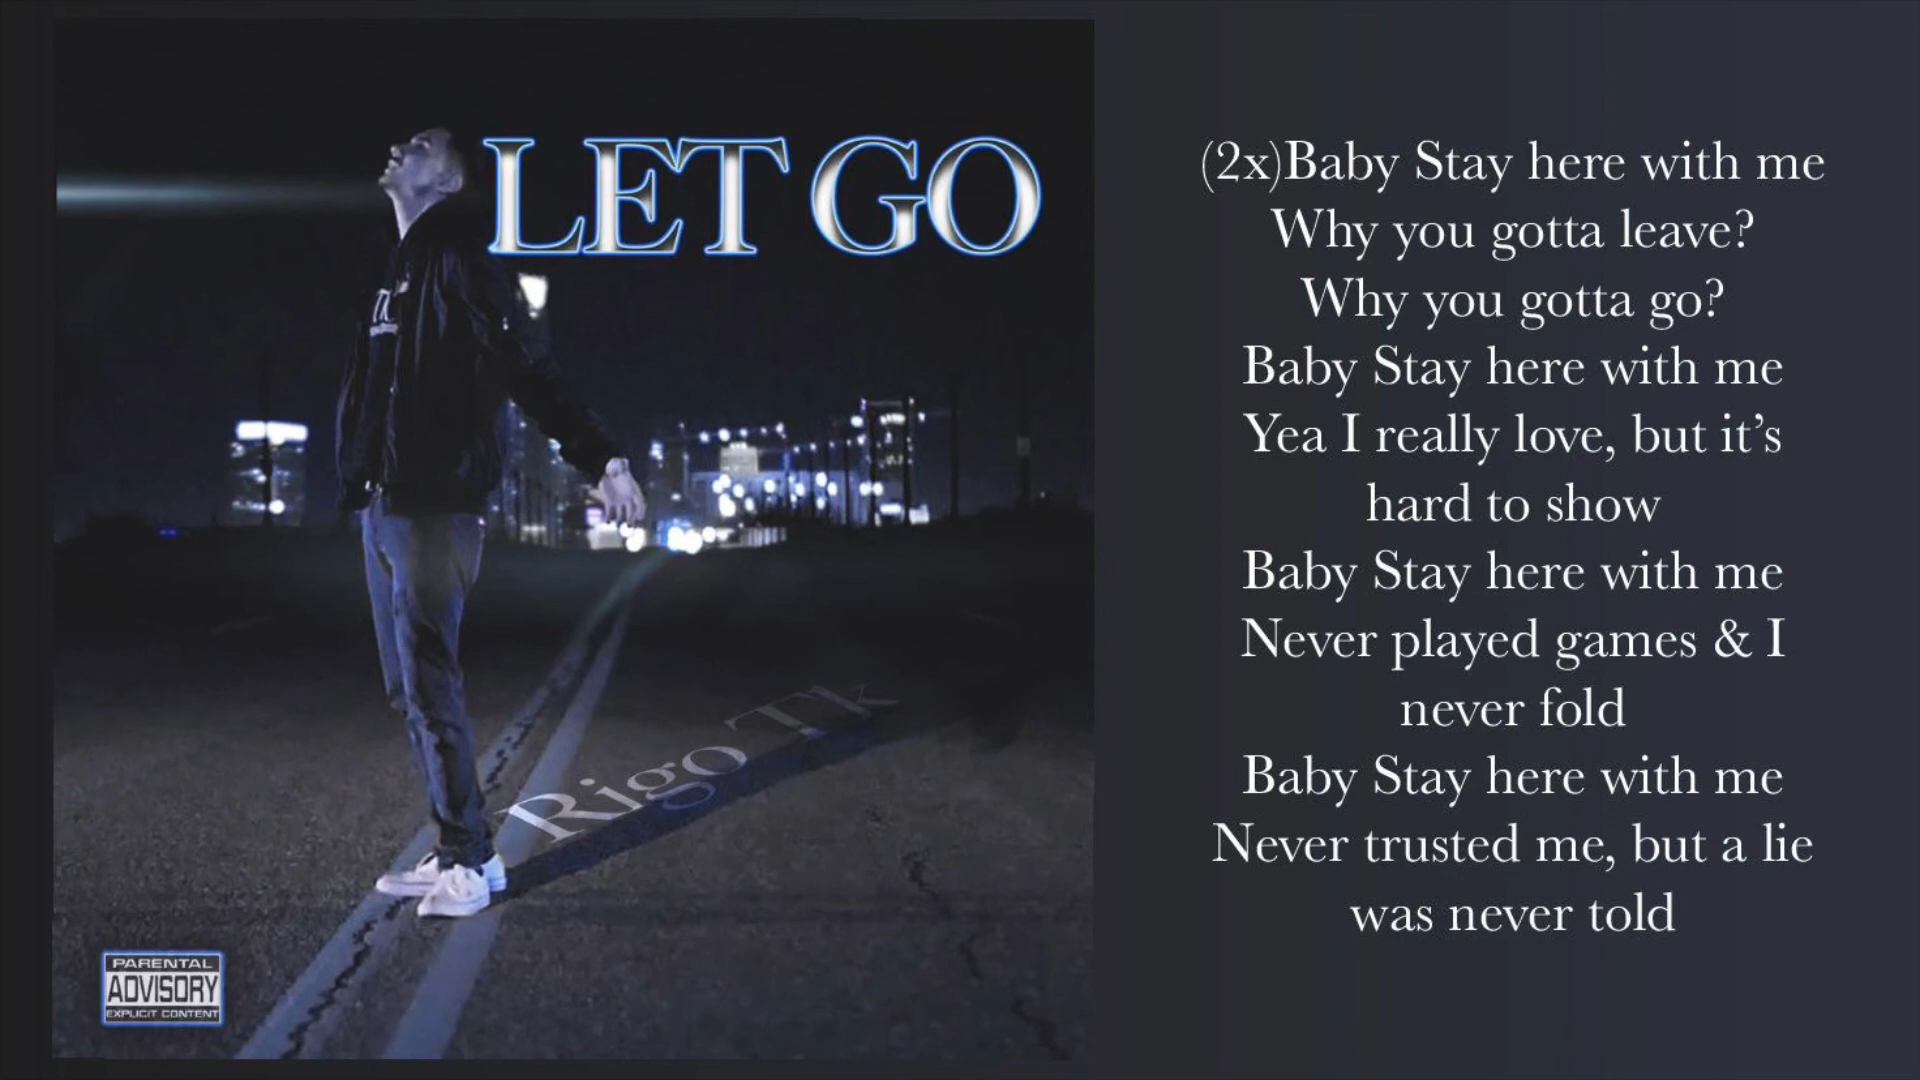 LET GO
Rigo Tk
PARENTAL
ADVISORY
EXPLICIT CONTENT
(2x)Baby Stay here with me
Why you gotta leave?
Why you gotta go?
Baby Stay here with me
Yea I really love, but it’s
hard to show
Baby Stay here with me
Never played games & I
never fold
Baby Stay here with me
Never trusted me, but a lie
was never told